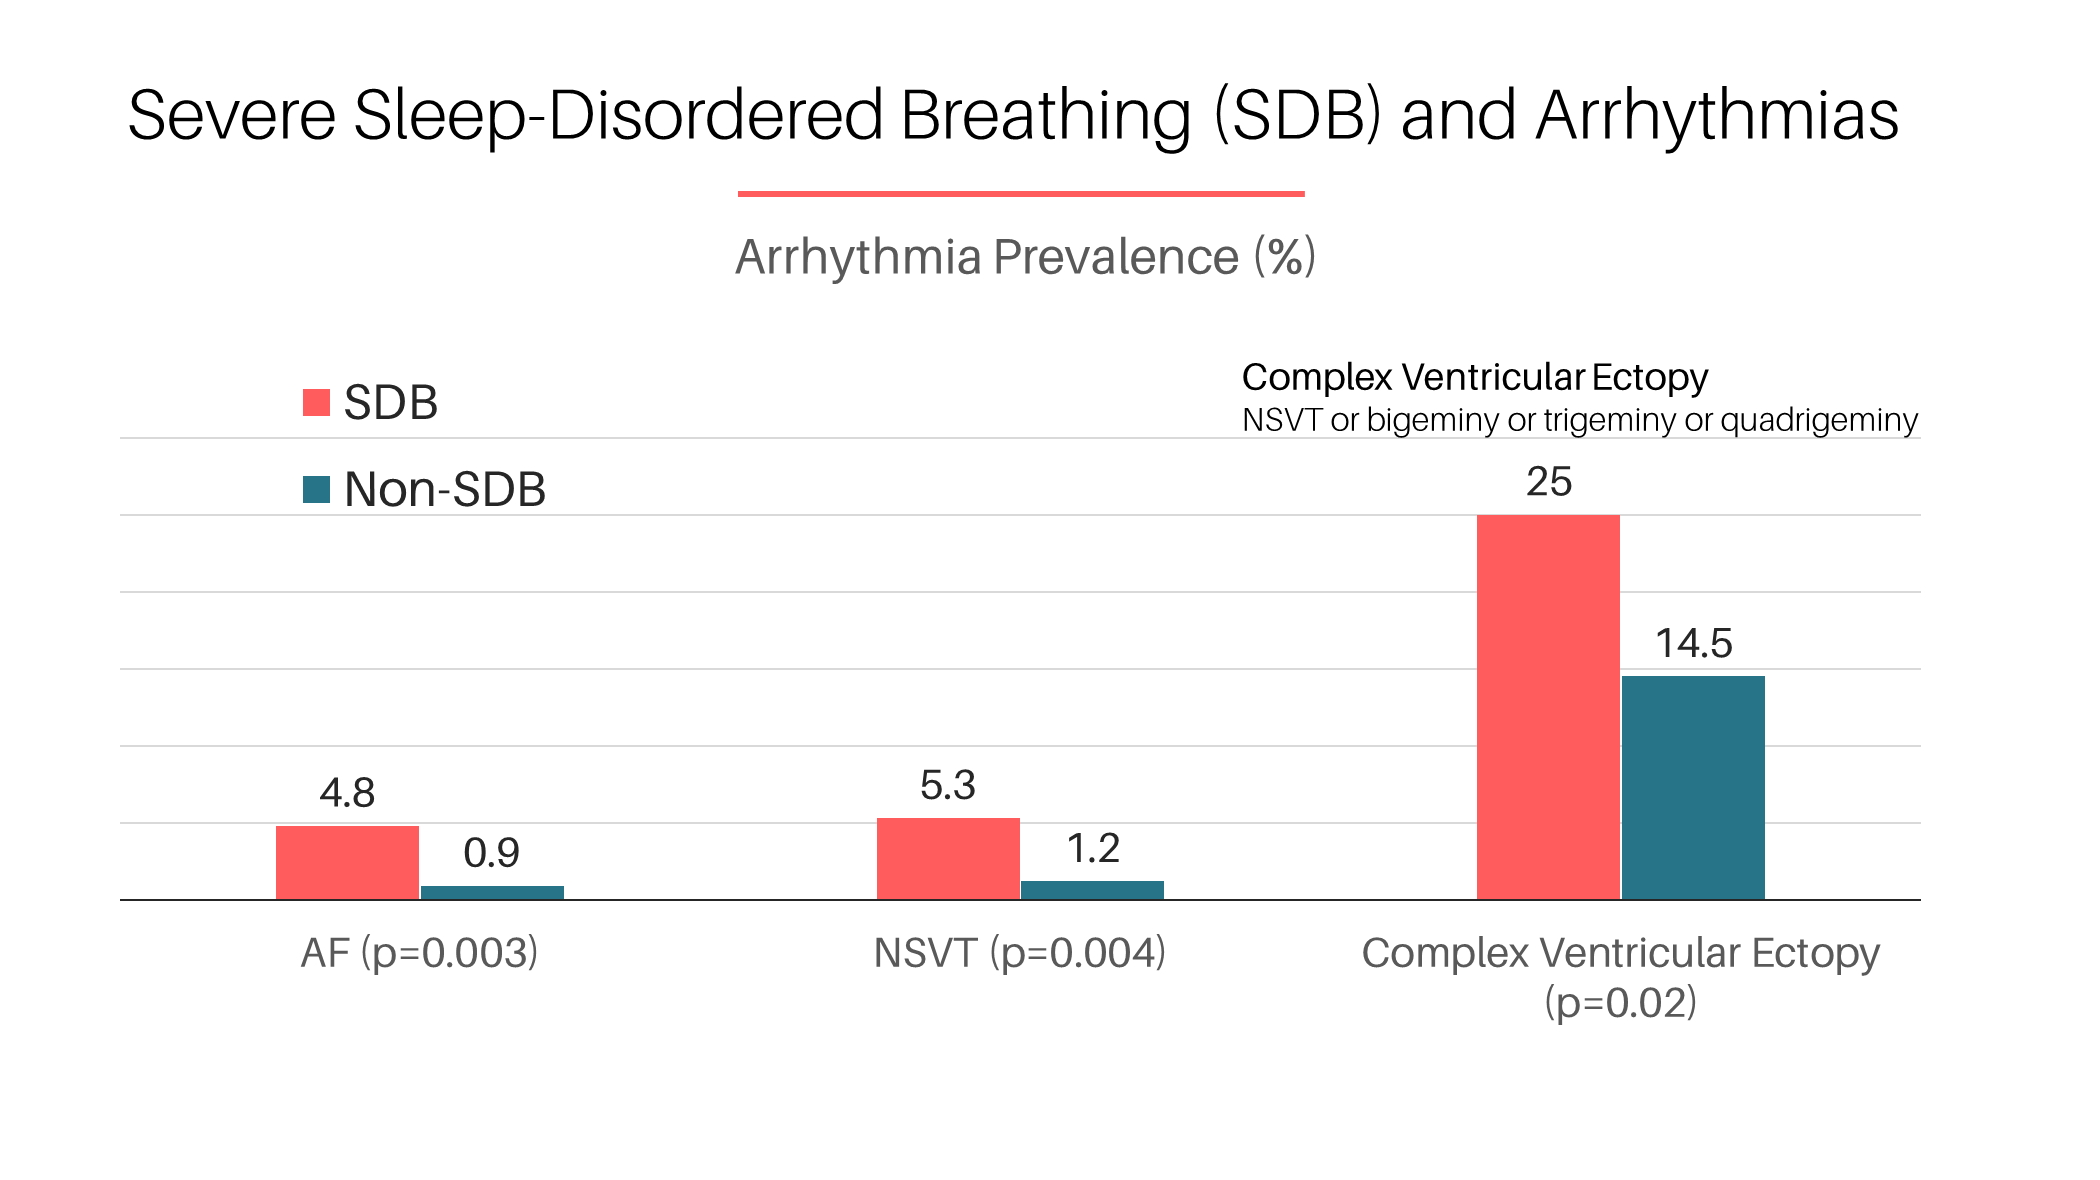 Severe Sleep-Disordered Breathing (SDB) and Arrhythmias
Arrhythmia Prevalence (%)
SDB
Non-SDB
Complex Ventricular Ectopy
NSVT or bigeminy or trigeminy or quadrigeminy
25
14.5
4.8
0.9
5.3
1.2
AF (p=0.003)
NSVT (p=0.004)
Complex Ventricular Ectopy
(p=0.02)